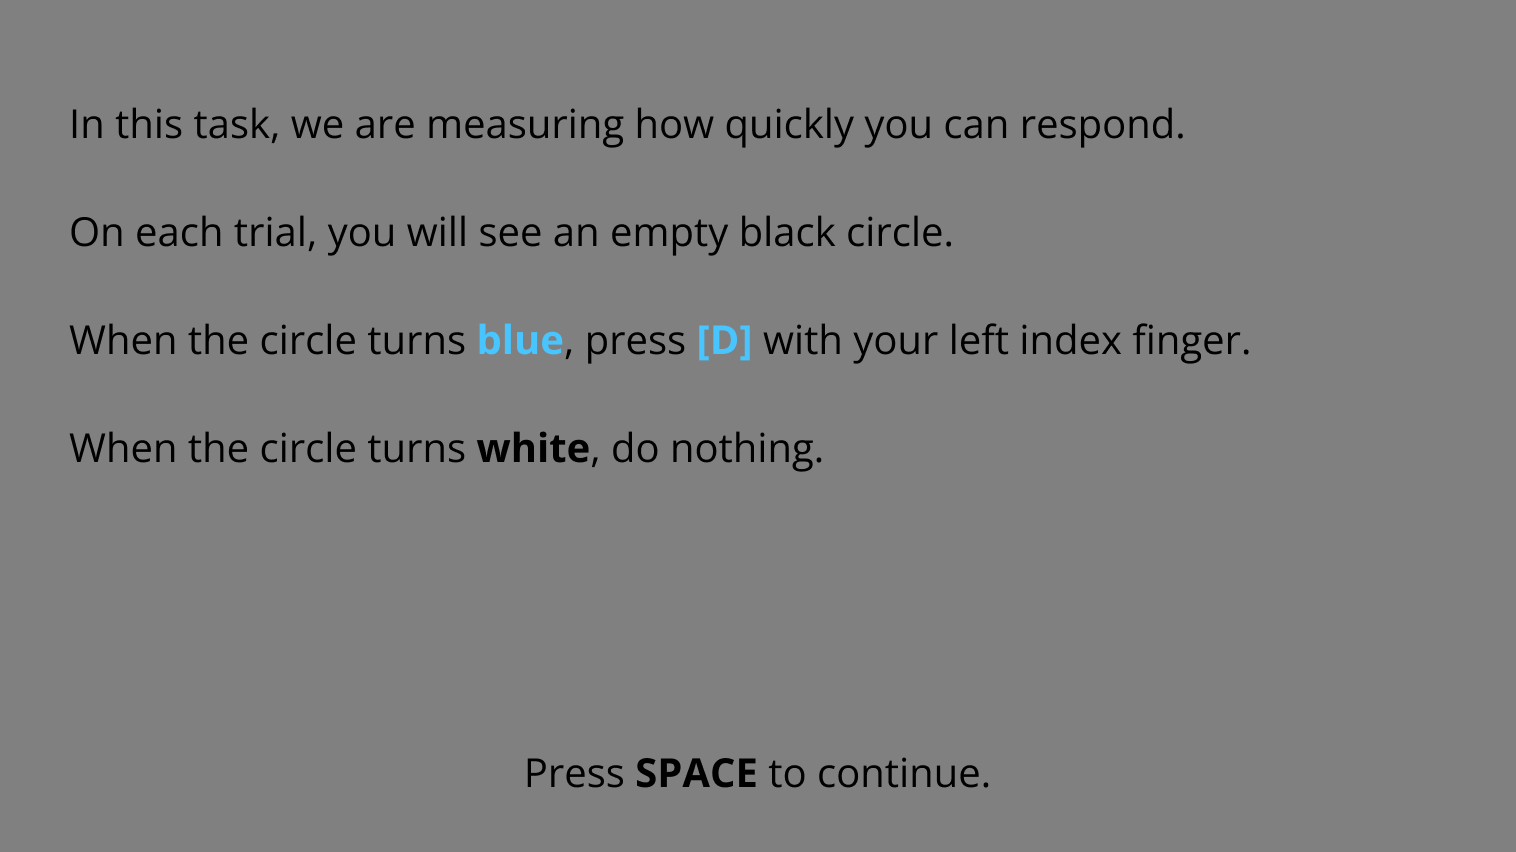 In this task, we are measuring how quickly you can respond.
On each trial, you will see an empty black circle.
When the circle turns blue, press [D] with your left index finger.
When the circle turns white, do nothing.
Press SPACE to continue.